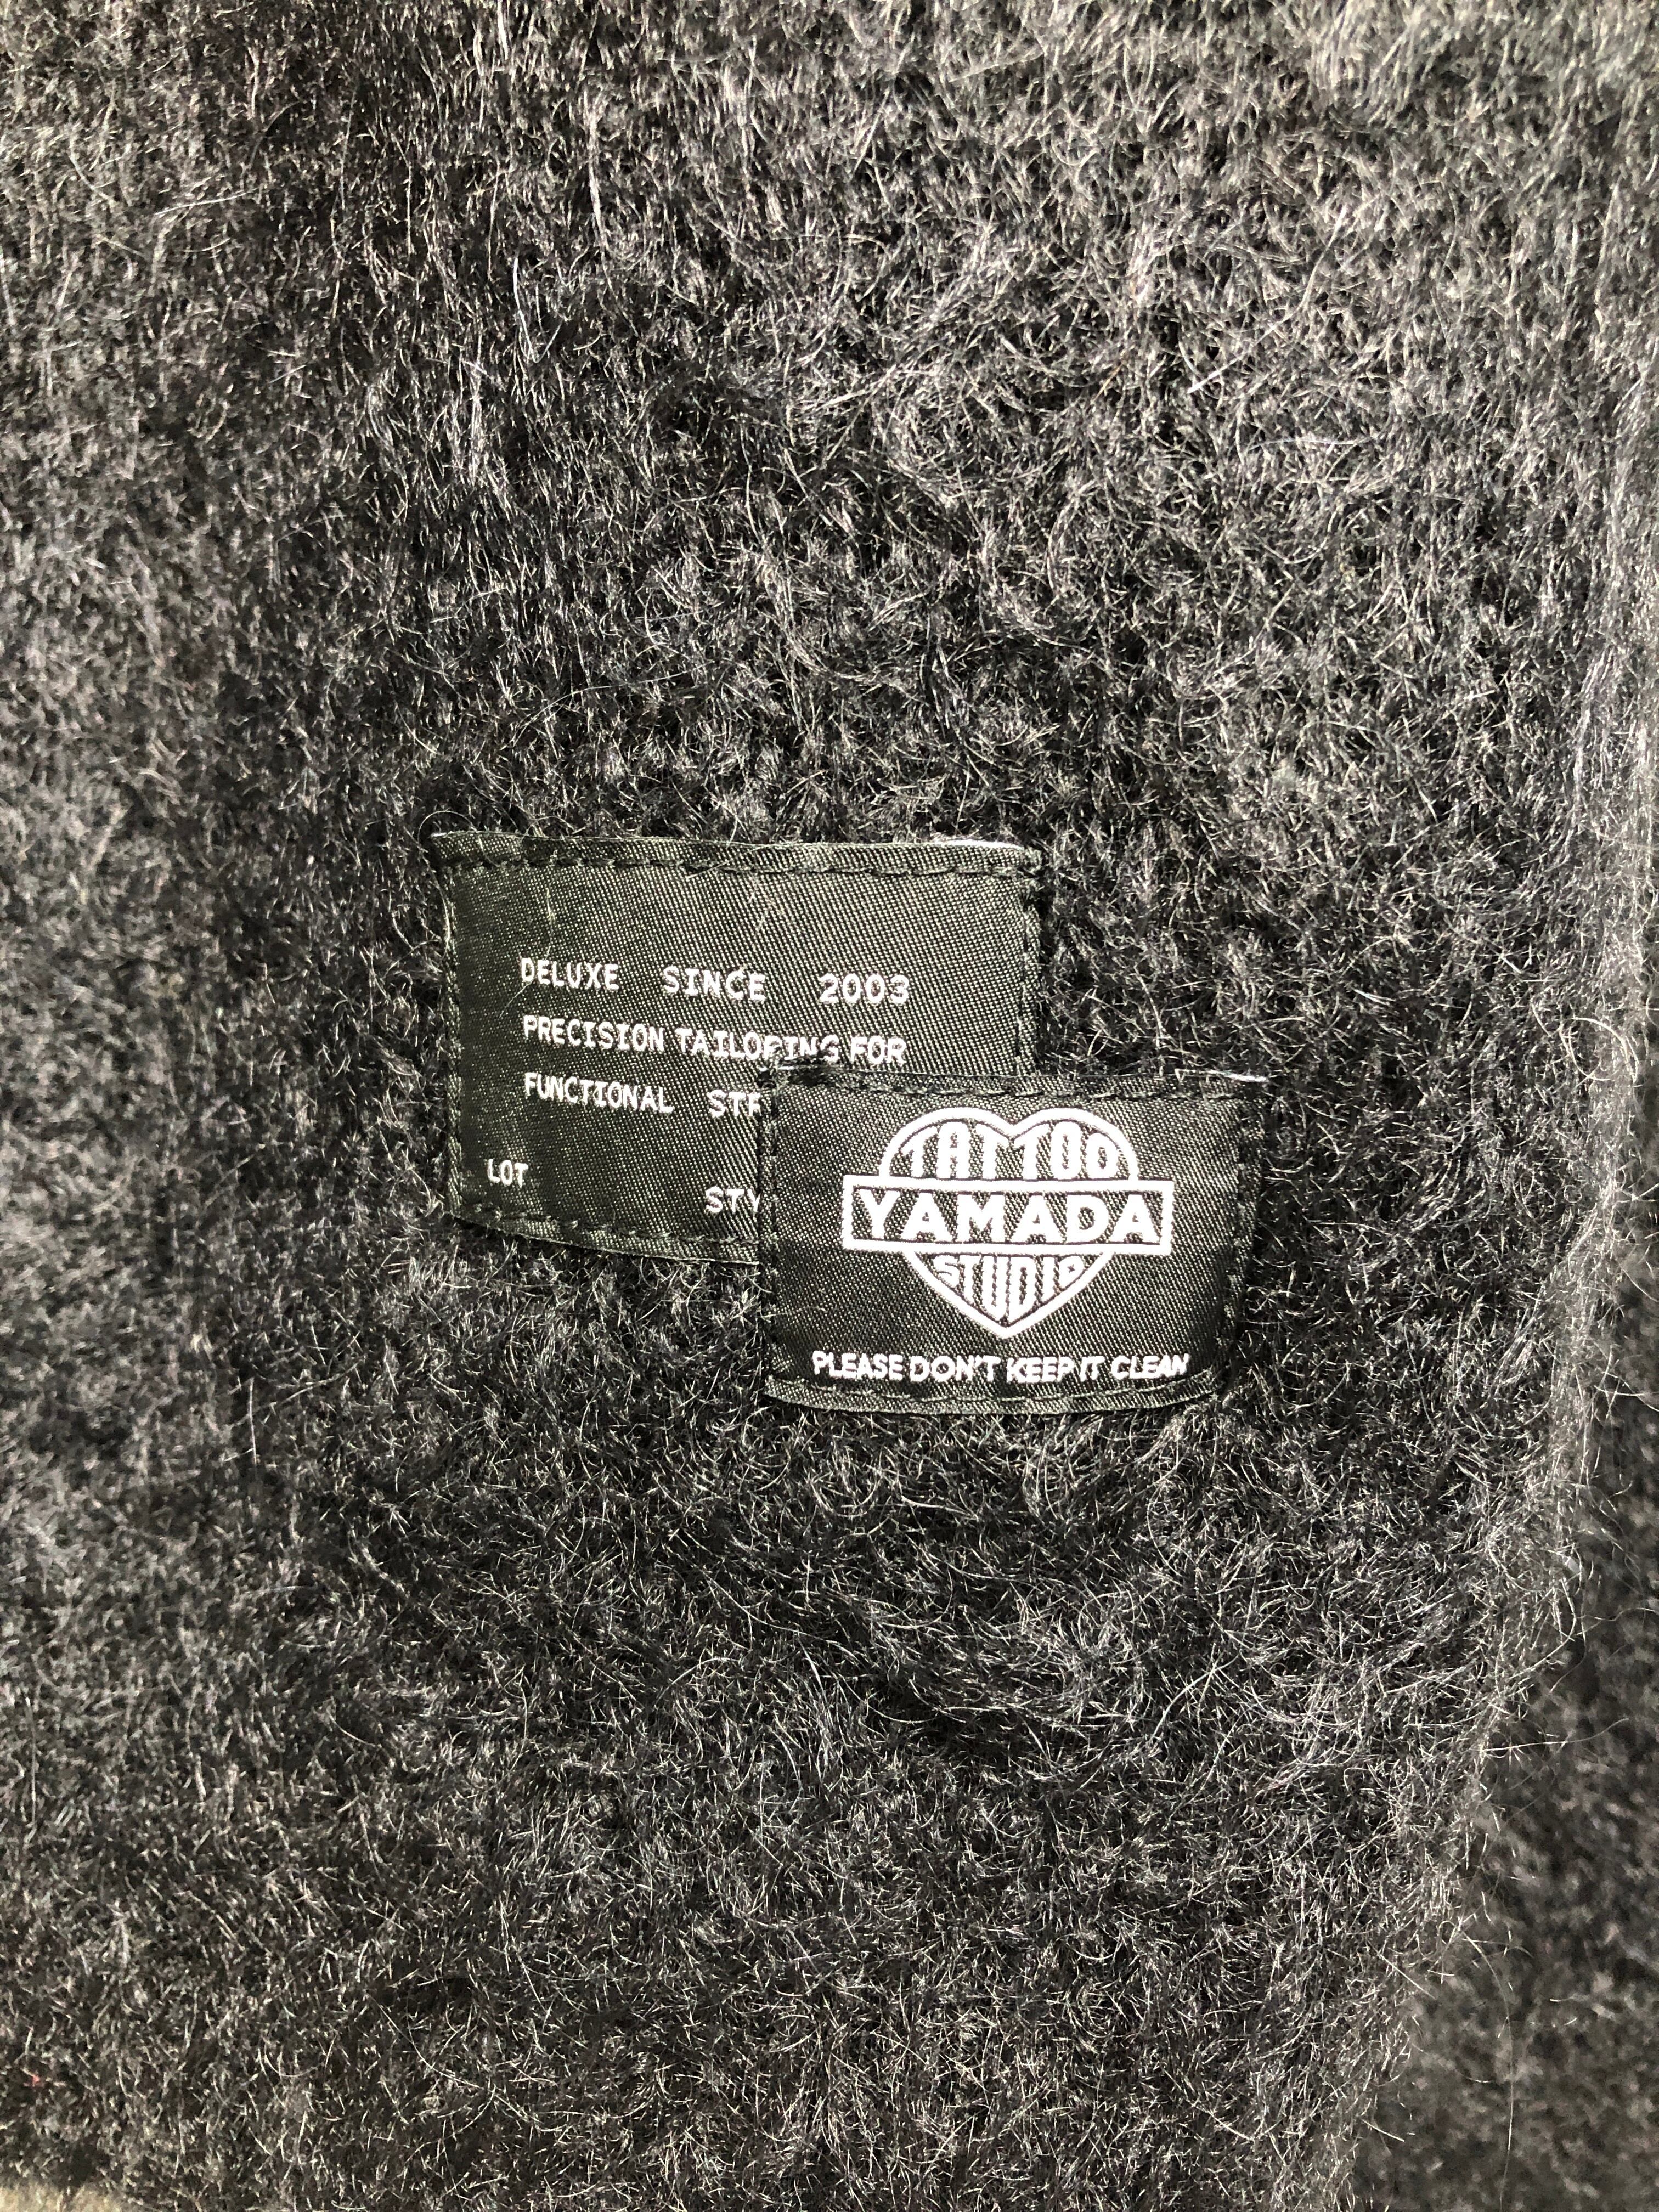 DELUXE SINCE 2003
PRECISION TAILORING FOR
FUNCTIONAL
LOT
TATTOO
YAMADA
STUDIO
PLEASE DON'T KEEP IT CLEAN